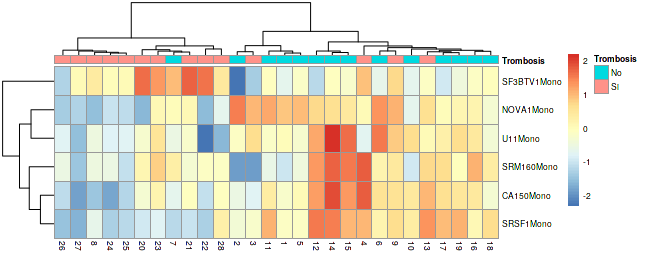 Trombosis
SF3BTV1Mono
NOVA1Mono
U11Mono
SRM160Mono
CA150Mono
SRSF1Mono
26 27 8 24 25 20 23 7 21 22 28 2 3 11 1 5 12 14 15 4 6 9 10 13 17 19 16 18
2
1
0
-1
-2
Trombosis
No
SI